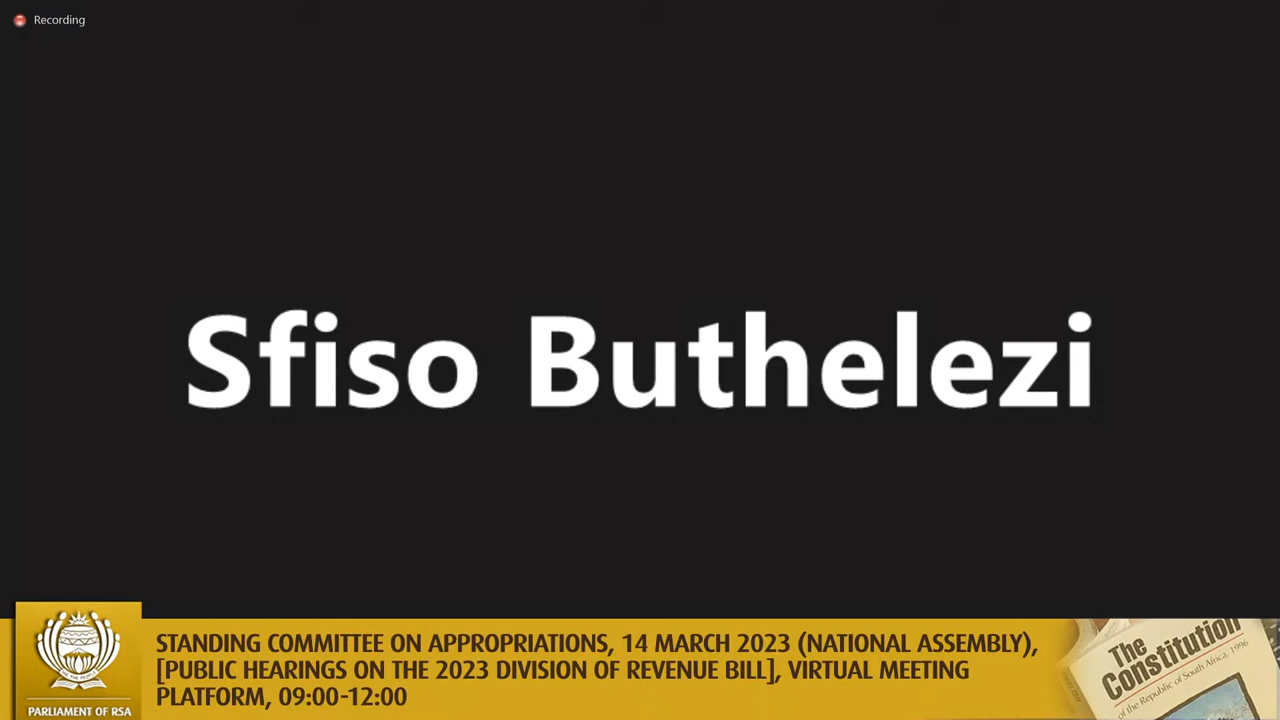 Recording
Sfiso Buthelezi
STANDING COMMITTEE ON APPROPRIATIONS, 14 MARCH 2023 (NATIONAL ASSEMBLY),
[PUBLIC HEARINGS ON THE 2023 DIVISION OF REVENUE BILL], VIRTUAL MEETING
PLATFORM, 09:00-12:00
PARLIAMENT OF RSA
The
Constitution
of the Republic of South Africa, 1996